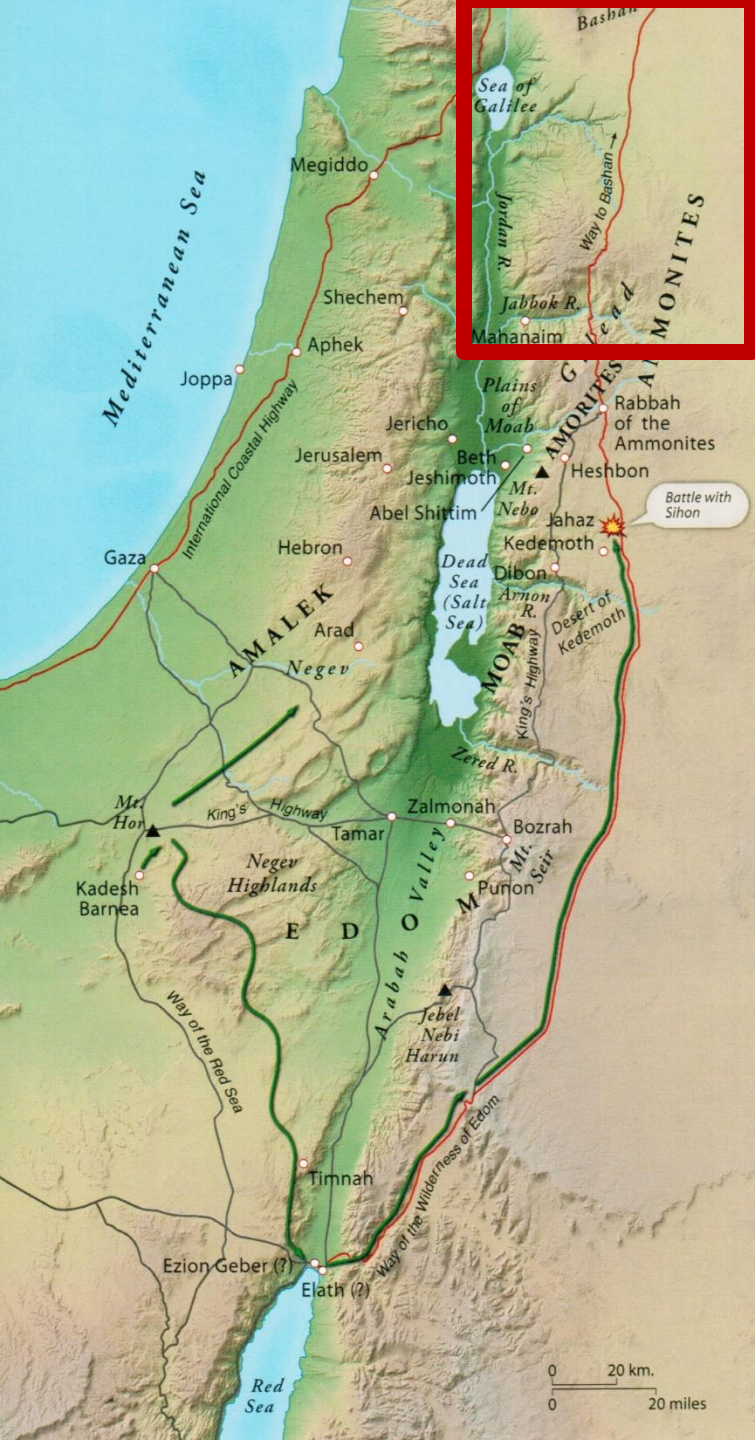 Bashan
Sea of
Galilee
Megiddo
Mediterranean Sea
Jordan R.
Way to Bashan
AMMONITES
Shechem
Jabbok R.
Gilead
Mahanaim
Aphek
Joppa
International Coastal Highway
Plains
of
Moab
AMORITES
Rabbah
of the
Ammonites
Jericho
Jerusalem
Beth
Jeshimoth
Heshbon
Mt.
Nebo
Abel Shittim
Jahaz
Battle with
Sihon
Kedemoth
Gaza
Hebron
Dead
Sea
(Salt
Sea)
Dibon
Arnon
R.
Desert of
Kedemoth
AMALEK
Arad
Negev
MOAB
King's Highway
Zered R.
Mt.
Hor
King's Highway
Zalmonah
Tamar
Bozrah
Mt.
Seir
Negev
Highlands
Kadesh
Barnea
Punon
EDOM
Arabah Valley
Jebel
Nebi
Harun
Way of the Red Sea
Timnah
Way of the Wilderness of Edom
Ezion Geber (?)
Elath (?)
Red
Sea
0 20 km.
0 20 miles